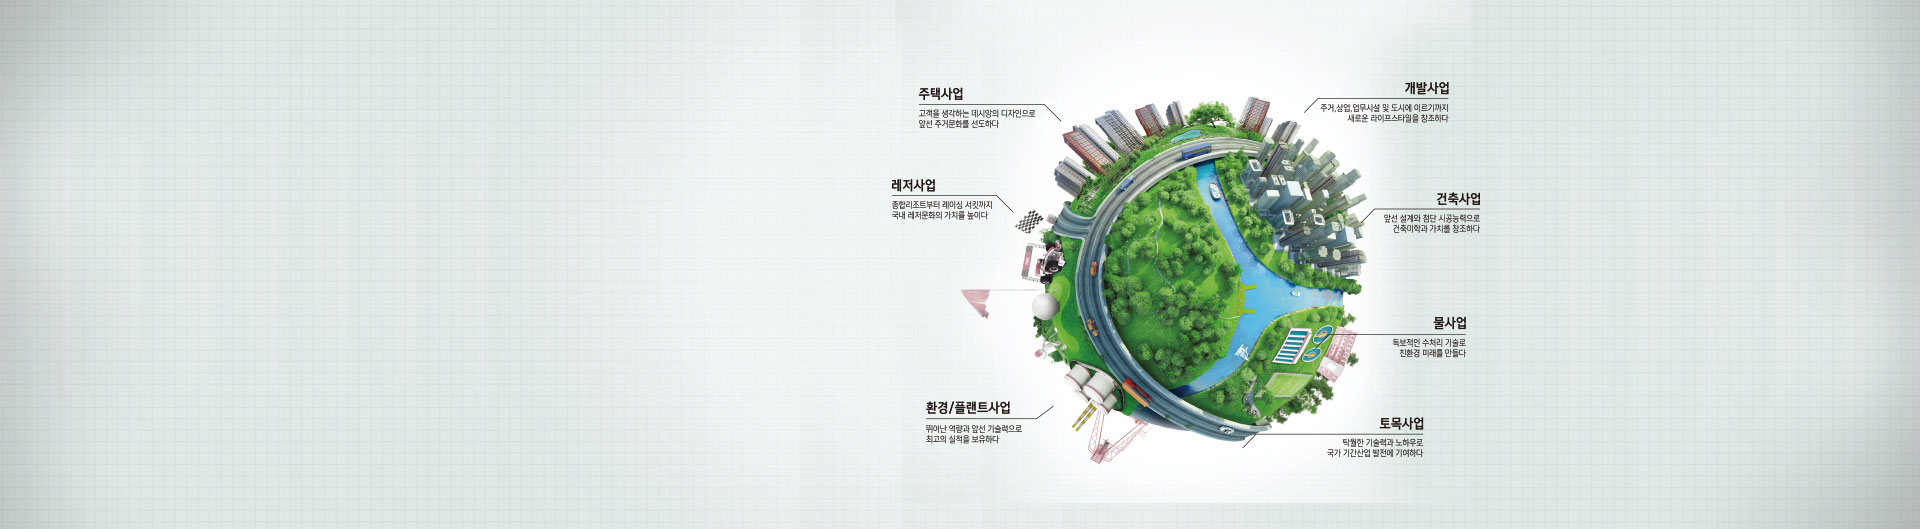 주택사업
고객을 생각하는 데시앙의 디자인으로
앞선 주거문화를 선도하다
개발사업
주거,상업,업무시설 및 도시에 이르기까지
새로운 라이프스타일을 창조하다
레저사업
종합리조트부터 레이싱 서킷까지
국내 레저문화의 가치를 높이다
건축사업
앞선 설계와 첨단 시공능력으로
건축미학과 가치를 창조하다
물사업
독보적인 수처리 기술로
친환경 미래를 만들다
환경/플랜트사업
뛰어난 역량과 앞선 기술력으로
최고의 실적을 보유하다
토목사업
탁월한 기술력과 노하우로
국가 기간산업 발전에 기여하다